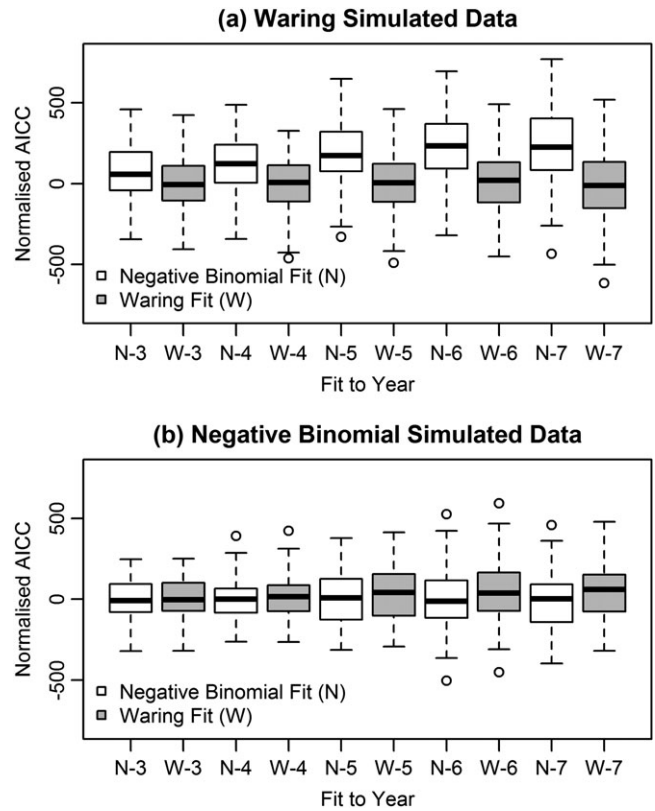 (a) Waring Simulated Data
Normalised AICC
500
0
-500
Negative Binomial Fit (N)
Waring Fit (W)
N-3 W-3 N-4 W-4 N-5 W-5 N-6 W-6 N-7 W-7
Fit to Year
(b) Negative Binomial Simulated Data
Normalised AICC
500
0
-500
Negative Binomial Fit (N)
Waring Fit (W)
N-3 W-3 N-4 W-4 N-5 W-5 N-6 W-6 N-7 W-7
Fit to Year